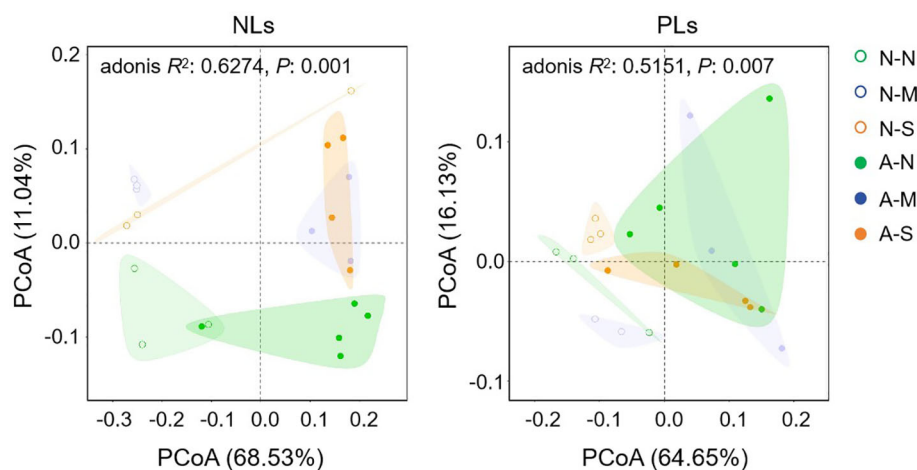 NLs
adonis R²: 0.6274, P: 0.001
0.2
0.1
0.0
-0.1
PCoA (11.04%)
-0.3 -0.2 -0.1 0.0 0.1 0.2
PCoA (68.53%)
PLs
adonis R²: 0.5151, P: 0.007
0.1
0.0
-0.1
PCoA (16.13%)
-0.2 -0.1 0.0 0.1 0.2
PCoA (64.65%)
N-N
N-M
N-S
A-N
A-M
A-S